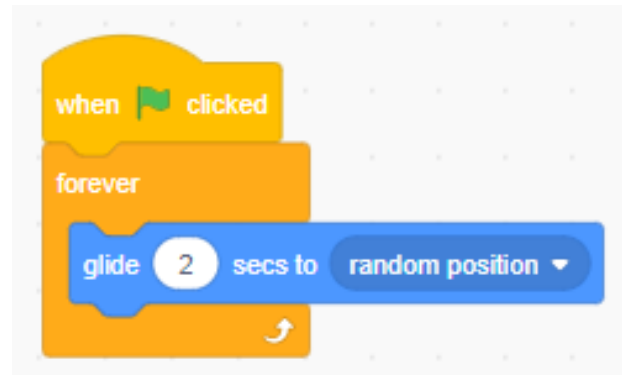 when clicked
forever
glide 2 secs to random position